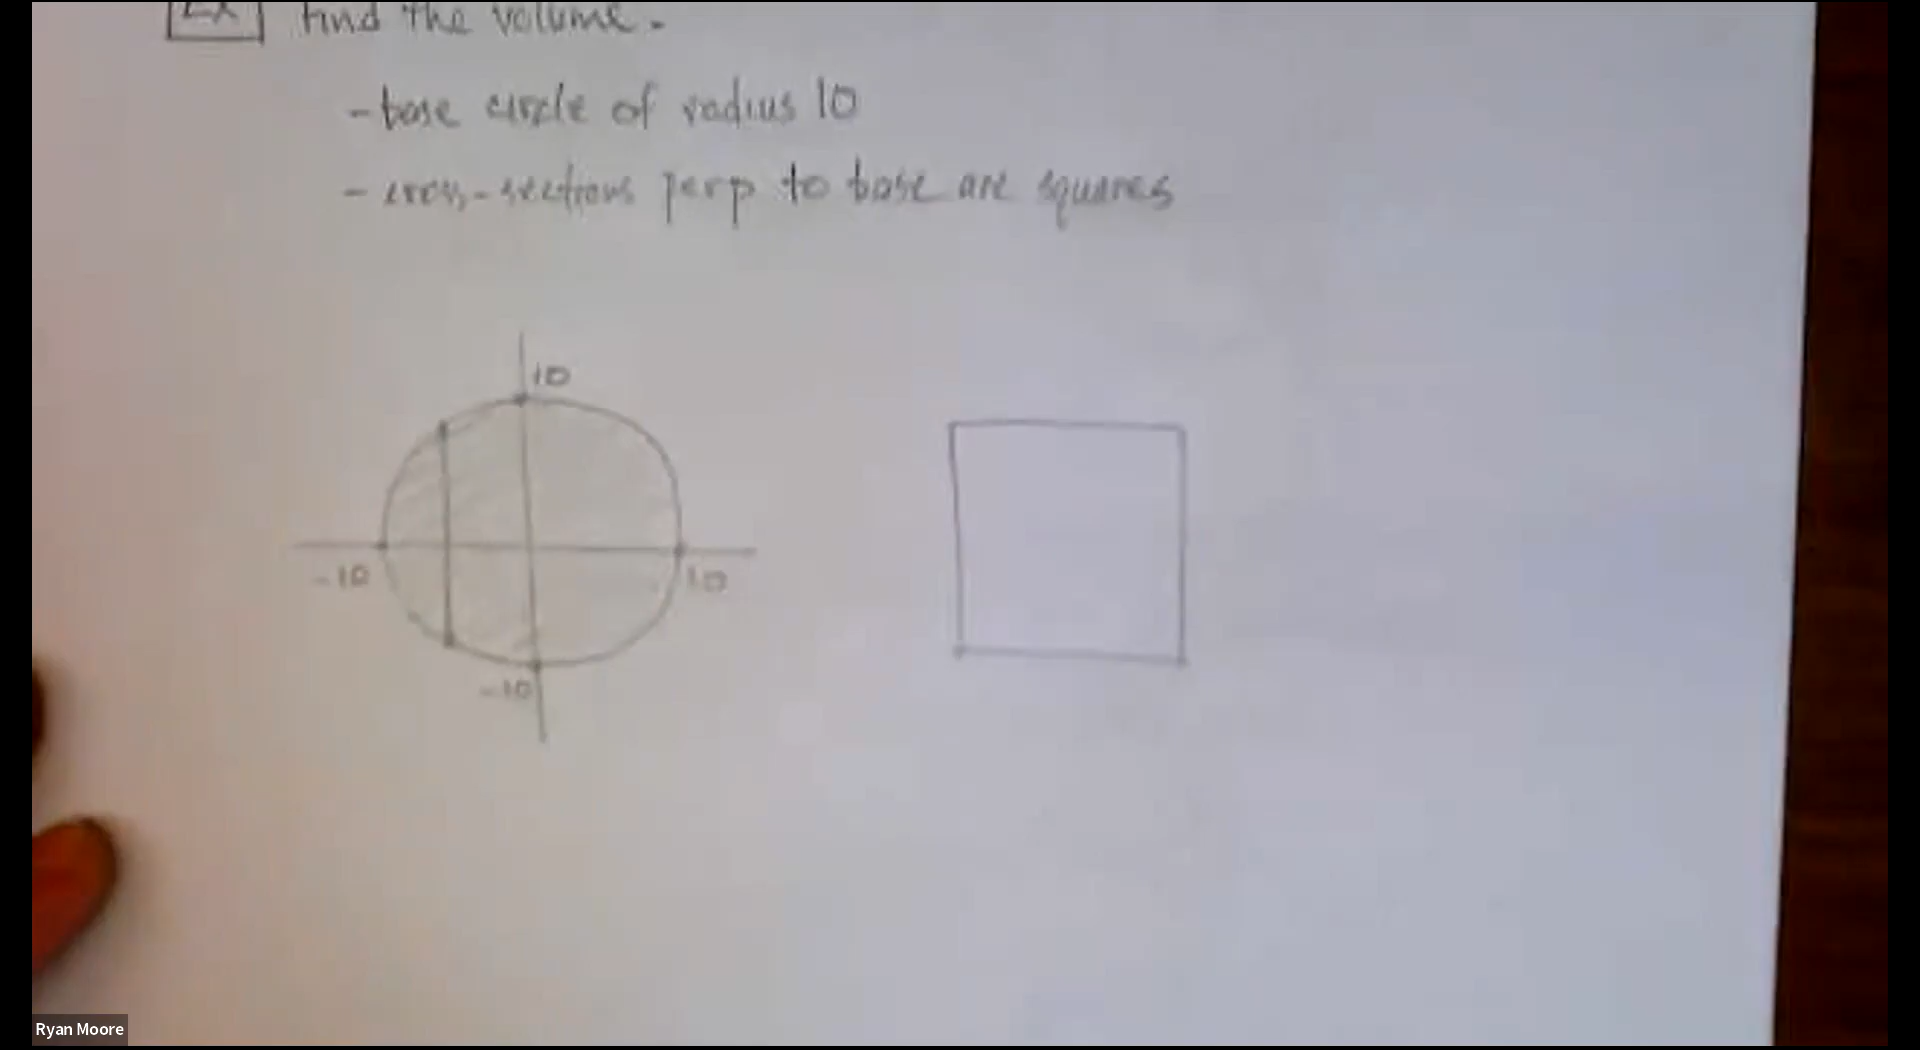 EX Find the volume.
- base circle of radius 10
- cross-sections perp to base are squares
10
-10
10
-10
Ryan Moore